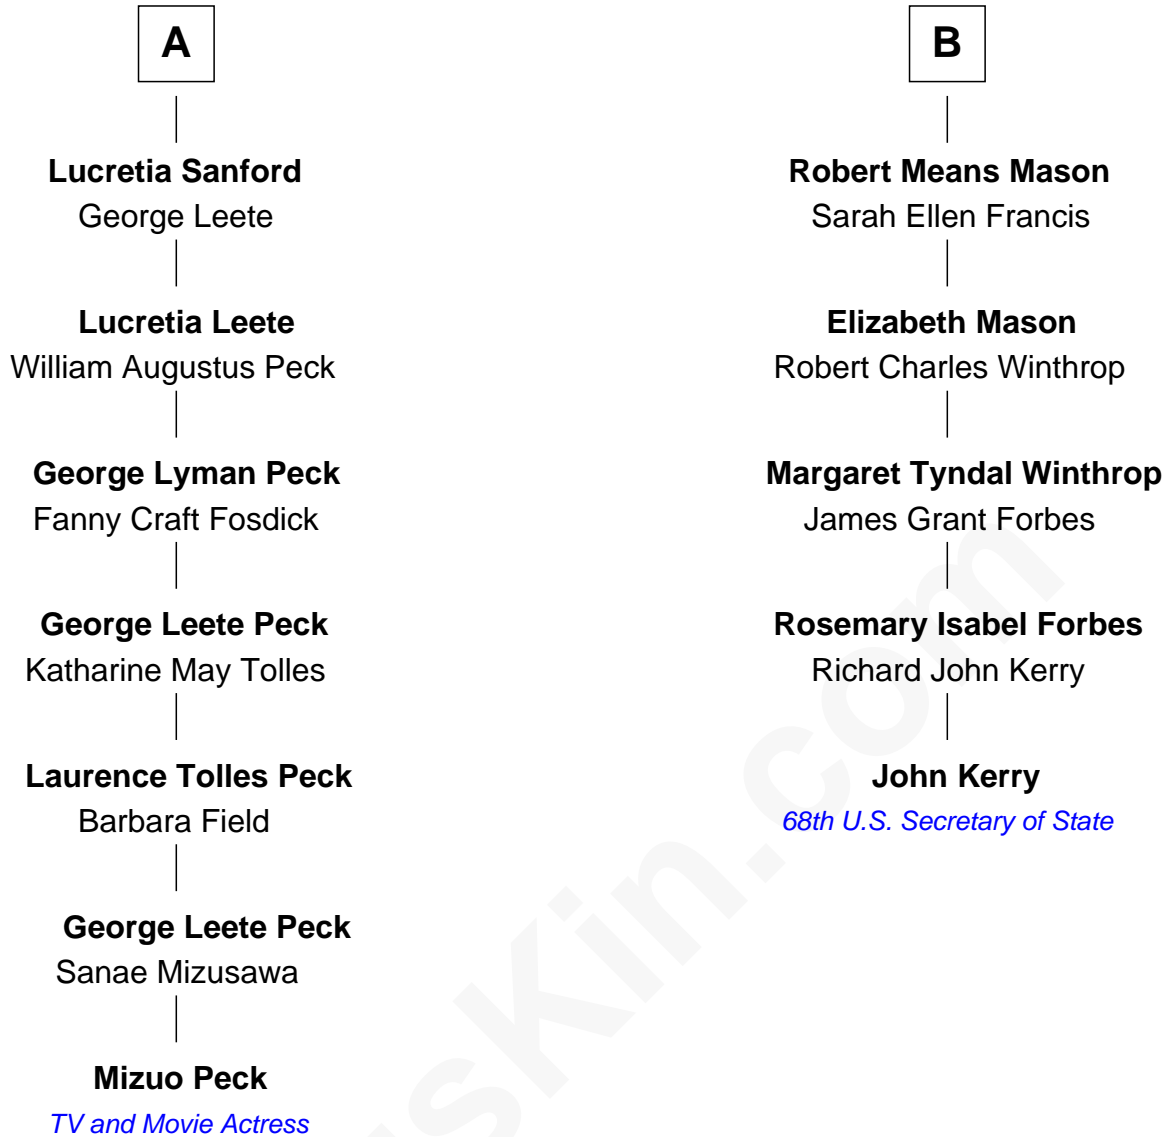 A
Lucretia Sanford
George Leete
Lucretia Leete
William Augustus Peck
George Lyman Peck
Fanny Craft Fosdick
George Leete Peck
Katharine May Tolles
Laurence Tolles Peck
Barbara Field
George Leete Peck
Sanae Mizusawa
Mizuo Peck
TV and Movie Actress
B
Robert Means Mason
Sarah Ellen Francis
Elizabeth Mason
Robert Charles Winthrop
Margaret Tyndal Winthrop
James Grant Forbes
Rosemary Isabel Forbes
Richard John Kerry
John Kerry
68th U.S. Secretary of State
usKin.com